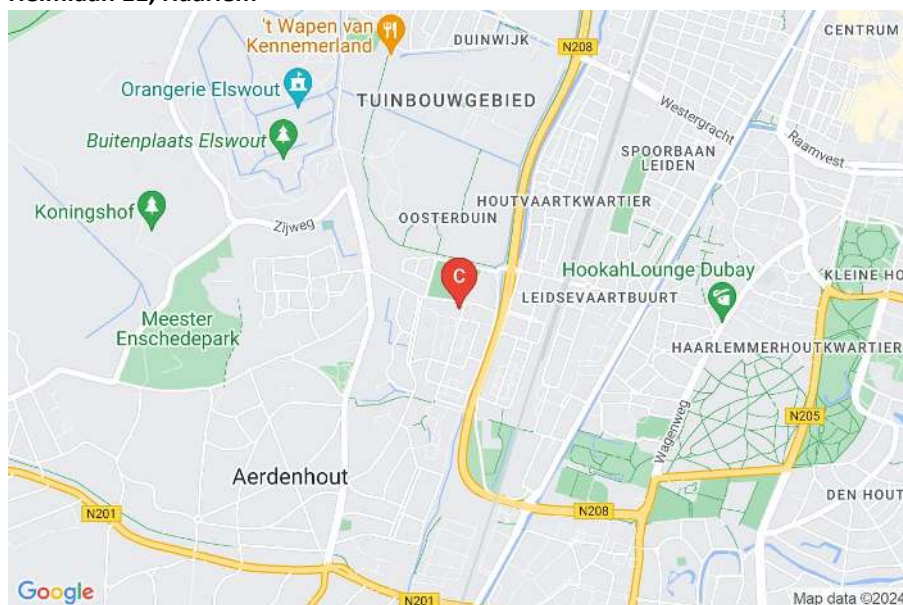 Haarlem
't Wapen van
Kennemerland
DUINWIJK
N208
CENTRUM
Orangerie Elswout
TUINBOUWGEBIED
Westergracht
Raamvest
Buitenplaats Elswout
SPOORBAAN
LEIDEN
Koningshof
HOUTVAARTKWARTIER
OOSTERDUIN
Zijweg
C
HookahLounge Dubay
KLEINE HO
LEIDSEVAARTBUURT
Meester
Enschedepark
HAARLEMMERHOUTKWARTIER
N205
Wagenweg
Aerdenhout
DEN HOUT
N201
N208
N201
Google
Map data ©2024